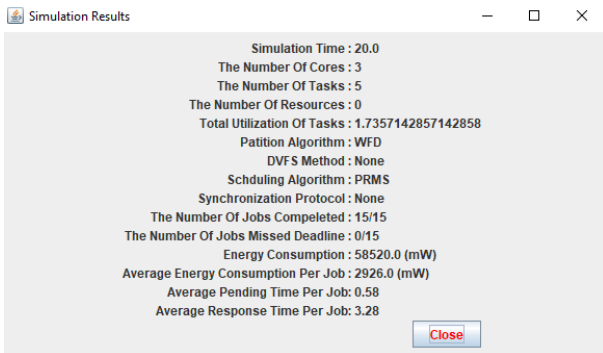 Simulation Results
Simulation Time : 20.0
The Number Of Cores : 3
The Number Of Tasks : 5
The Number Of Resources : 0
Total Utilization Of Tasks : 1.7357142857142858
Patition Algorithm : WFD
DVFS Method : None
Schduling Algorithm : PRMS
Synchronization Protocol : None
The Number Of Jobs Compeleted : 15/15
The Number Of Jobs Missed Deadline : 0/15
Energy Consumption : 58520.0 (mW)
Average Energy Consumption Per Job : 2926.0 (mW)
Average Pending Time Per Job: 0.58
Average Response Time Per Job: 3.28
Close